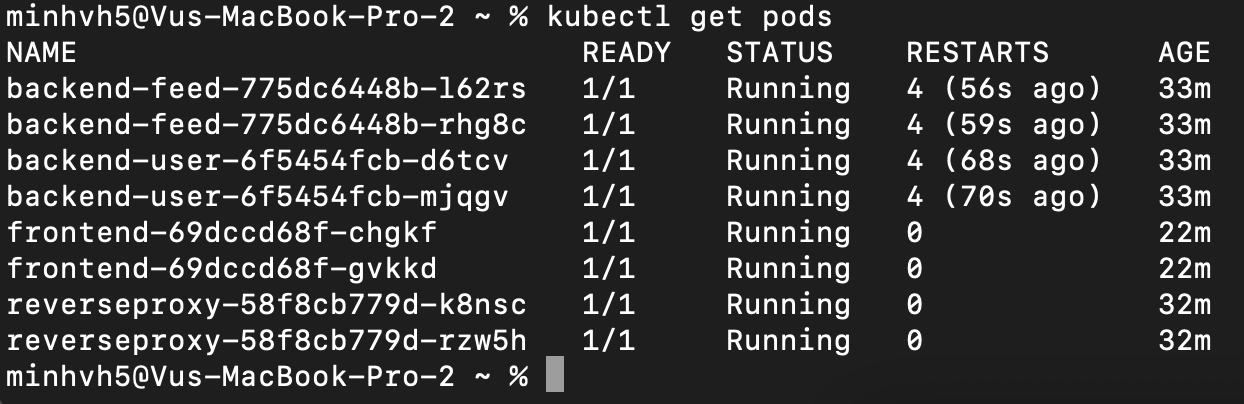 minhvh5@Vus-MacBook-Pro-2 ~ % kubectl get pods
NAME READY STATUS RESTARTS AGE
backend-feed-775dc6448b-l62rs 1/1 Running 4 (56s ago) 33m
backend-feed-775dc6448b-rhg8c 1/1 Running 4 (59s ago) 33m
backend-user-6f5454fcb-d6tcv 1/1 Running 4 (68s ago) 33m
backend-user-6f5454fcb-mjqgv 1/1 Running 4 (70s ago) 33m
frontend-69dccd68f-chgkf 1/1 Running 0 22m
frontend-69dccd68f-gvkkd 1/1 Running 0 22m
reverseproxy-58f8cb779d-k8nsc 1/1 Running 0 32m
reverseproxy-58f8cb779d-rzw5h 1/1 Running 0 32m
minhvh5@Vus-MacBook-Pro-2 ~ %